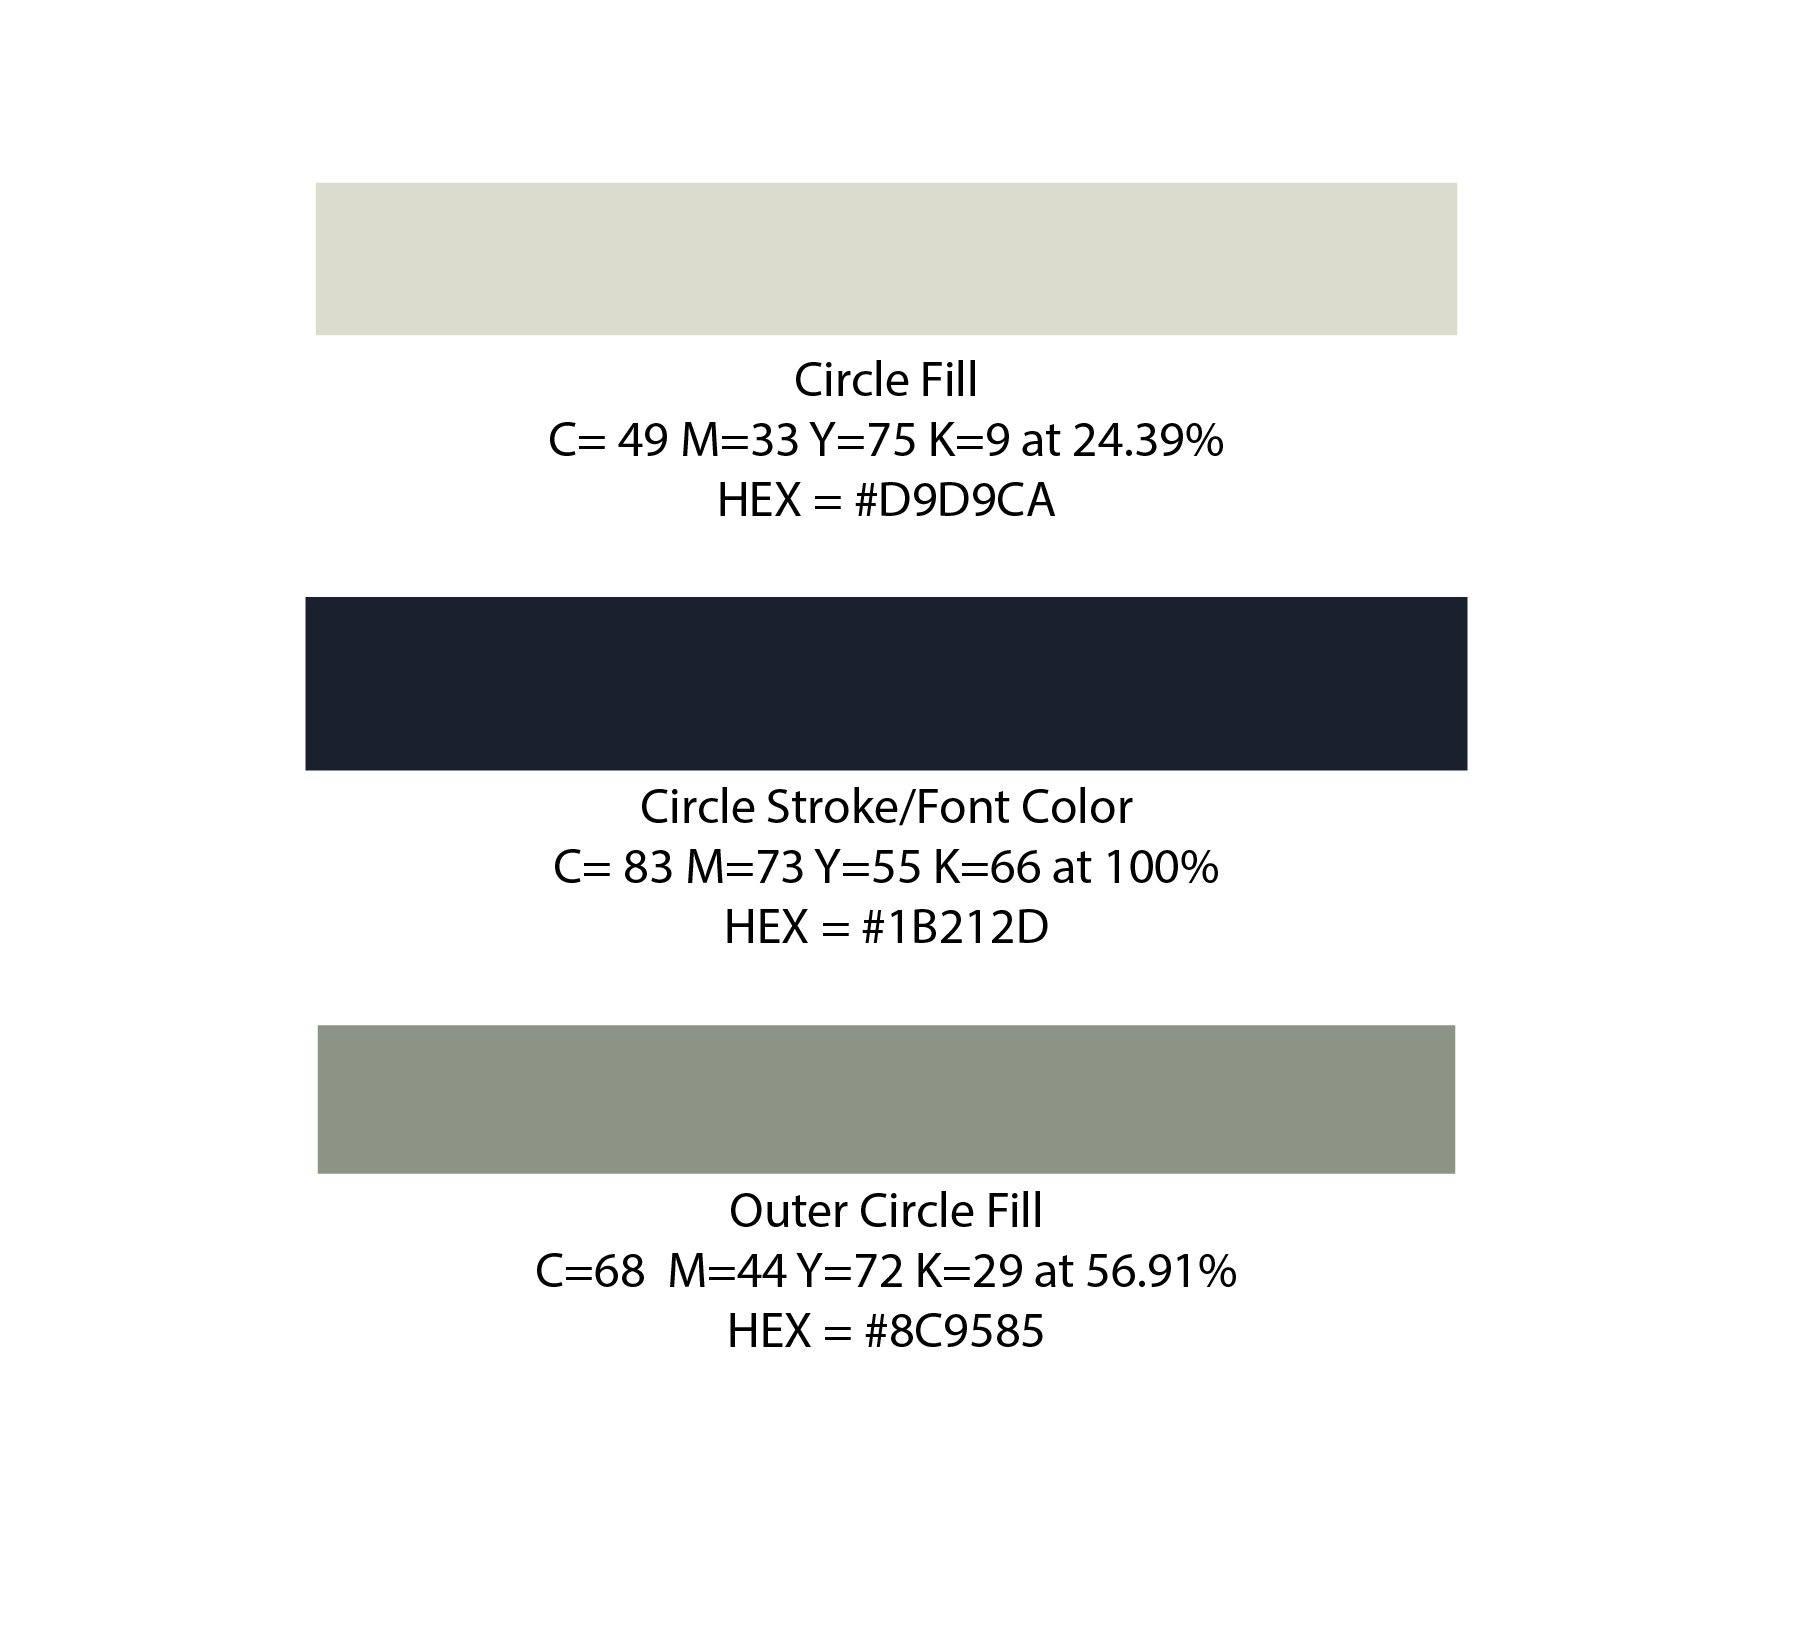 Circle Fill
C= 49 M=33 Y=75 K=9 at 24.39%
HEX = #D9D9CA
Circle Stroke/Font Color
C= 83 M=73 Y=55 K=66 at 100%
HEX = #1B212D
Outer Circle Fill
C=68  M=44 Y=72 K=29 at 56.91%
HEX = #8C9585